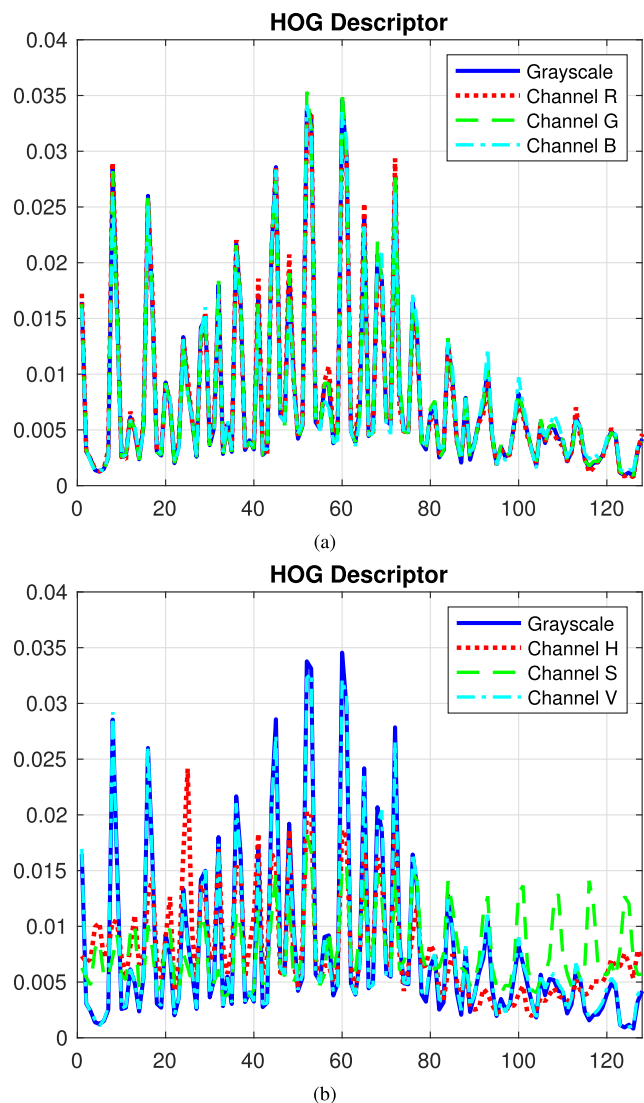 HOG Descriptor
0.04
0.035
0.03
0.025
0.02
0.015
0.01
0.005
0
Grayscale
Channel R
Channel G
Channel B
0 20 40 60 80 100 120
(a)
HOG Descriptor
0.04
0.035
0.03
0.025
0.02
0.015
0.01
0.005
0
Grayscale
Channel H
Channel S
Channel V
0 20 40 60 80 100 120
(b)